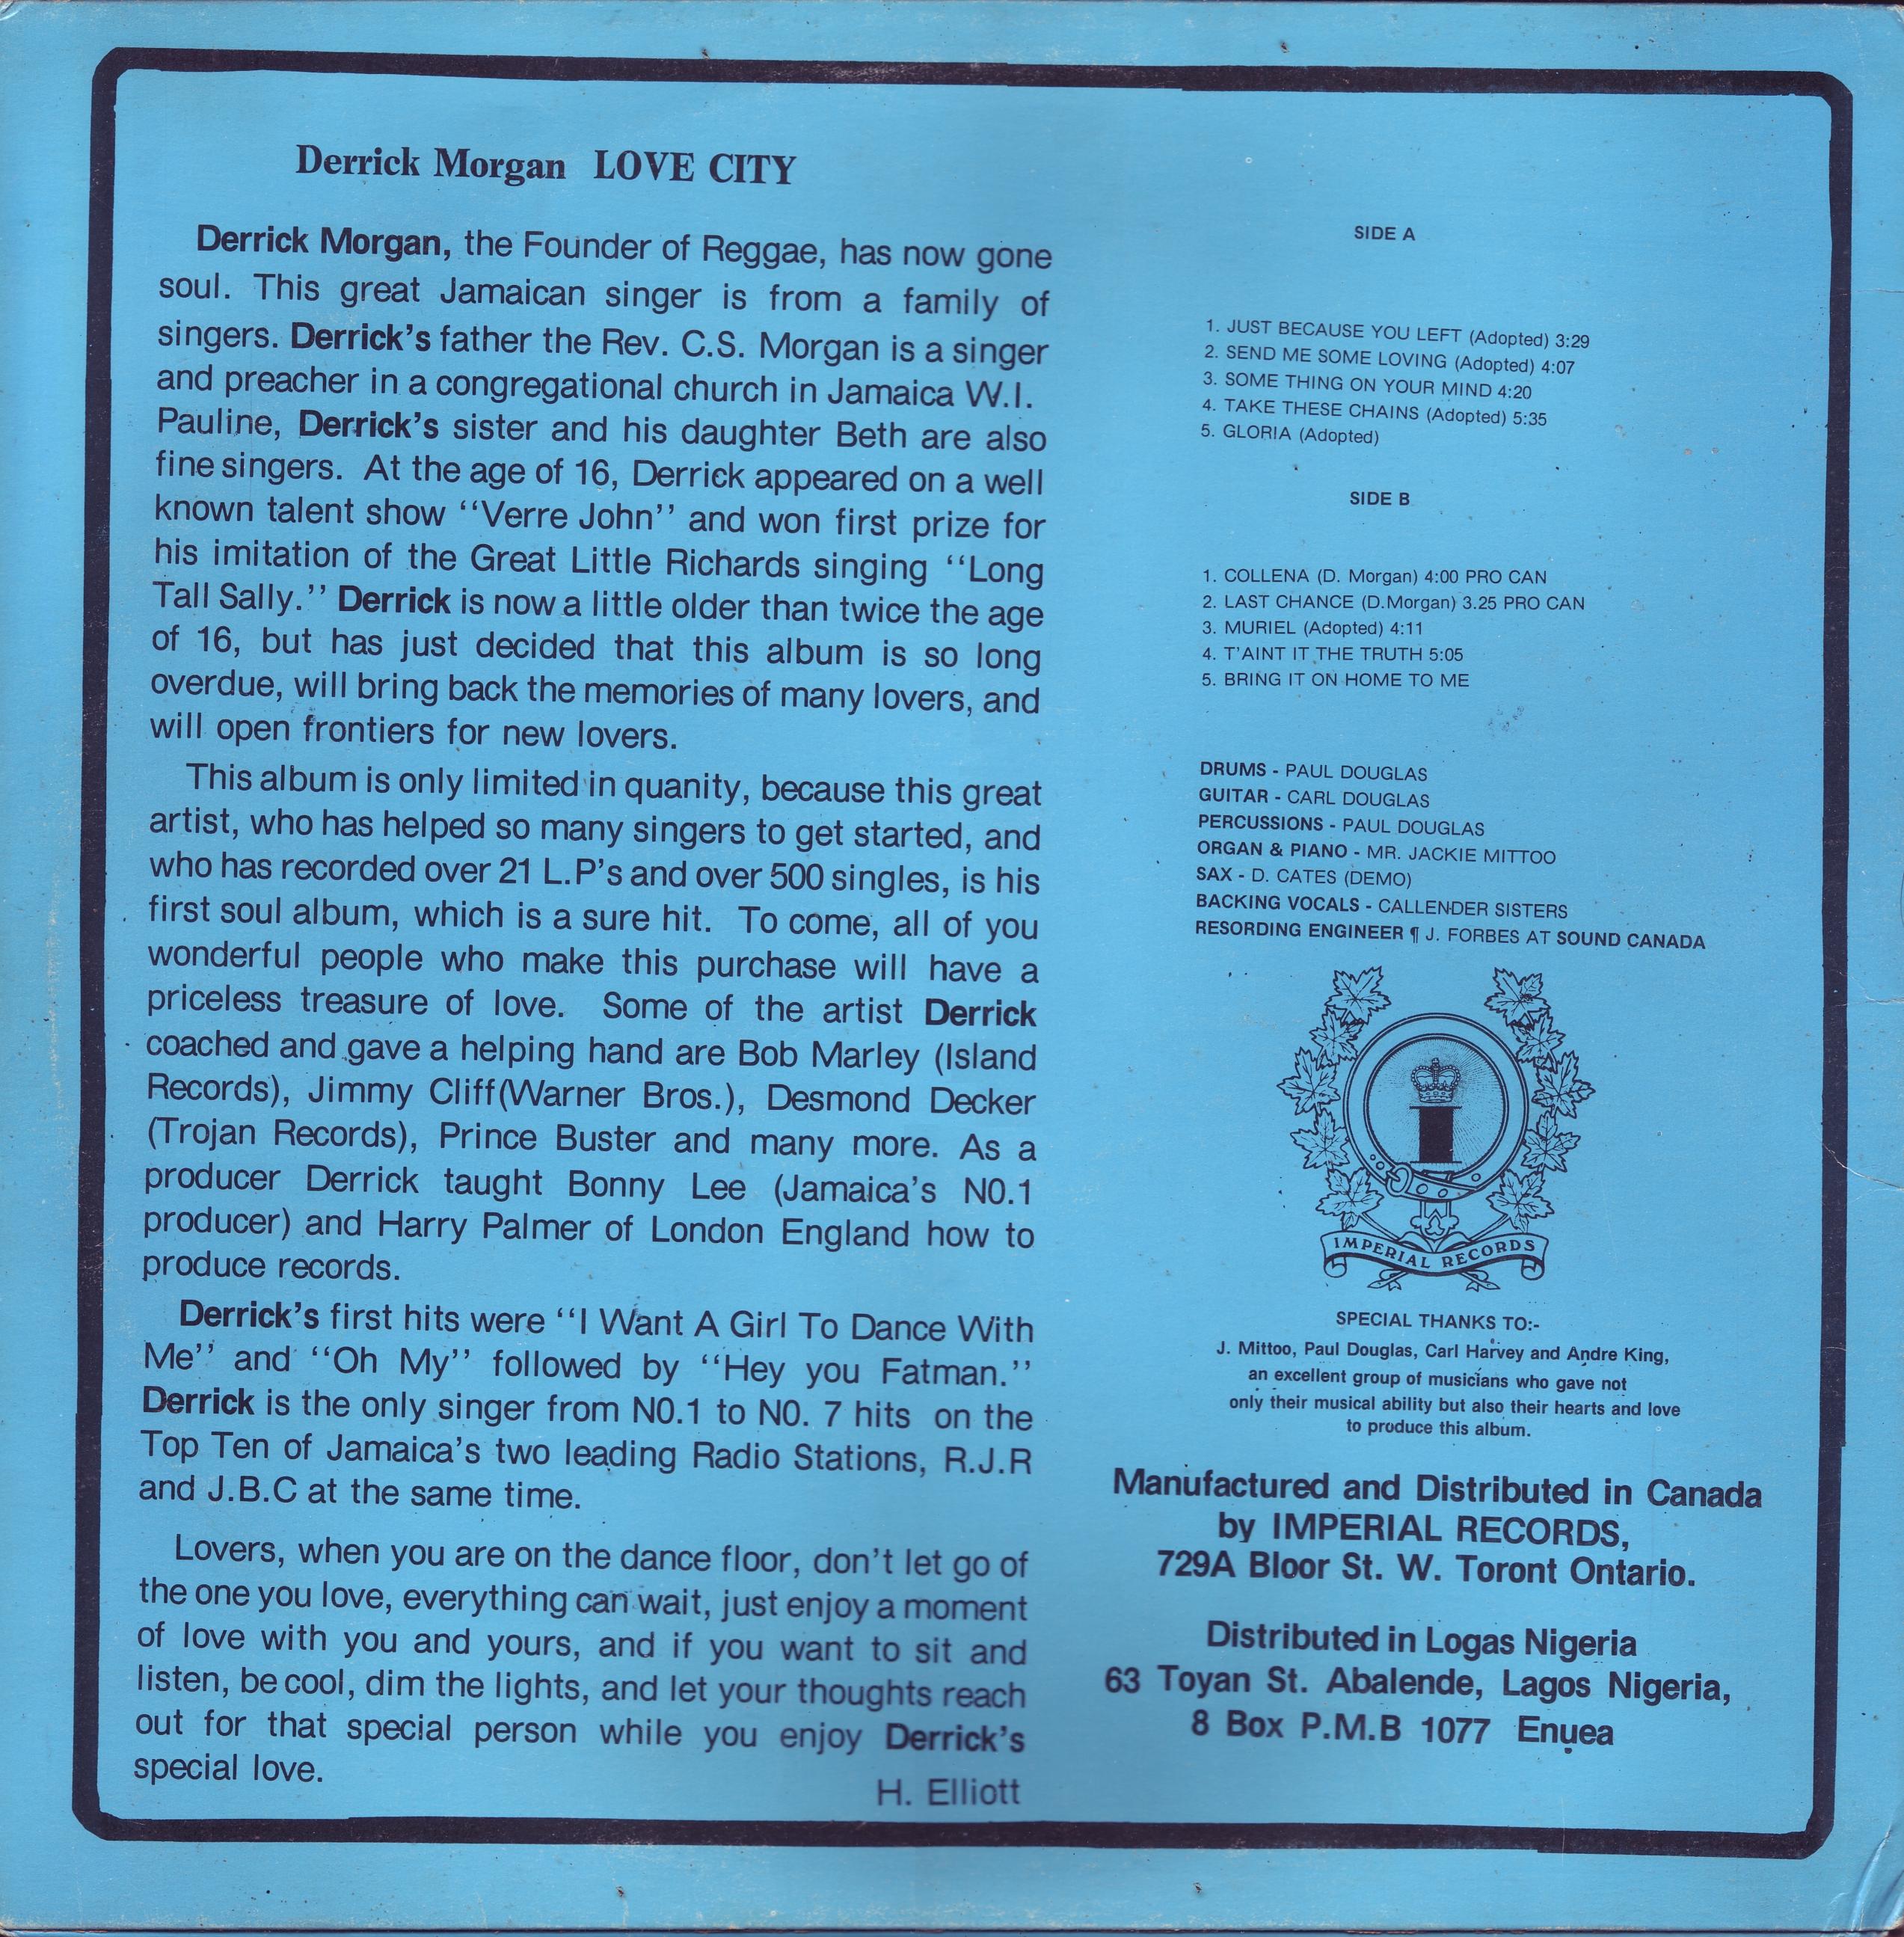 Derrick Morgan LOVE CITY
Derrick Morgan, the Founder of Reggae, has now gone
soul. This great Jamaican singer is from a family of
singers. Derrick's father the Rev. C.S. Morgan is a singer
and preacher in a congregational church in Jamaica W.I.
Pauline, Derrick's sister and his daughter Beth are also
fine singers. At the age of 16, Derrick appeared on a well
known talent show ''Verre John'' and won first prize for
his imitation of the Great Little Richards singing ''Long
Tall Sally.'' Derrick is now a little older than twice the age
of 16, but has just decided that this album is so long
overdue, will bring back the memories of many lovers, and
will open frontiers for new lovers.
This album is only limited in quanity, because this great
artist, who has helped so many singers to get started, and
who has recorded over 21 L.P's and over 500 singles, is his
first soul album, which is a sure hit. To come, all of you
wonderful people who make this purchase will have a
priceless treasure of love. Some of the artist Derrick
coached and gave a helping hand are Bob Marley (Island
Records), Jimmy Cliff(Warner Bros.), Desmond Decker
(Trojan Records), Prince Buster and many more. As a
producer Derrick taught Bonny Lee (Jamaica's NO.1
producer) and Harry Palmer of London England how to
produce records.
Derrick's first hits were ''I Want A Girl To Dance With
Me'' and ''Oh My'' followed by ''Hey you Fatman.''
Derrick is the only singer from NO.1 to NO. 7 hits on the
Top Ten of Jamaica's two leading Radio Stations, R.J.R
and J.B.C at the same time.
Lovers, when you are on the dance floor, don't let go of
the one you love, everything can wait, just enjoy a moment
of love with you and yours, and if you want to sit and
listen, be cool, dim the lights, and let your thoughts reach
out for that special person while you enjoy Derrick's
special love.
H. Elliott
SIDE A
1. JUST BECAUSE YOU LEFT (Adopted) 3:29
2. SEND ME SOME LOVING (Adopted) 4:07
3. SOME THING ON YOUR MIND 4:20
4. TAKE THESE CHAINS (Adopted) 5:35
5. GLORIA (Adopted)
SIDE B
1. COLLENA (D. Morgan) 4:00 PRO CAN
2. LAST CHANCE (D.Morgan) 3.25 PRO CAN
3. MURIEL (Adopted) 4:11
4. T'AINT IT THE TRUTH 5:05
5. BRING IT ON HOME TO ME
DRUMS - PAUL DOUGLAS
GUITAR - CARL DOUGLAS
PERCUSSIONS - PAUL DOUGLAS
ORGAN & PIANO - MR. JACKIE MITTOO
SAX - D. CATES (DEMO)
BACKING VOCALS - CALLENDER SISTERS
RESORDING ENGINEER ¶ J. FORBES AT SOUND CANADA
I
IMPERIAL RECORDS
SPECIAL THANKS TO:-
J. Mittoo, Paul Douglas, Carl Harvey and Andre King,
an excellent group of musicians who gave not
only their musical ability but also their hearts and love
to produce this album.
Manufactured and Distributed in Canada
by IMPERIAL RECORDS,
729A Bloor St. W. Toront Ontario.
Distributed in Logas Nigeria
63 Toyan St. Abalende, Lagos Nigeria,
8 Box P.M.B 1077 Enuea